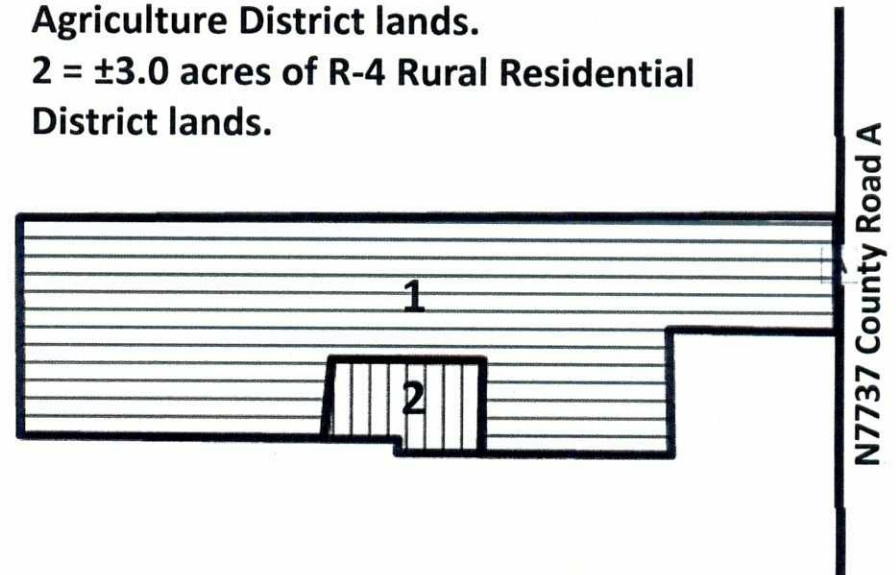 Agriculture District lands.
2 = ±3.0 acres of R-4 Rural Residential
District lands.
1
2
N7737 County Road A